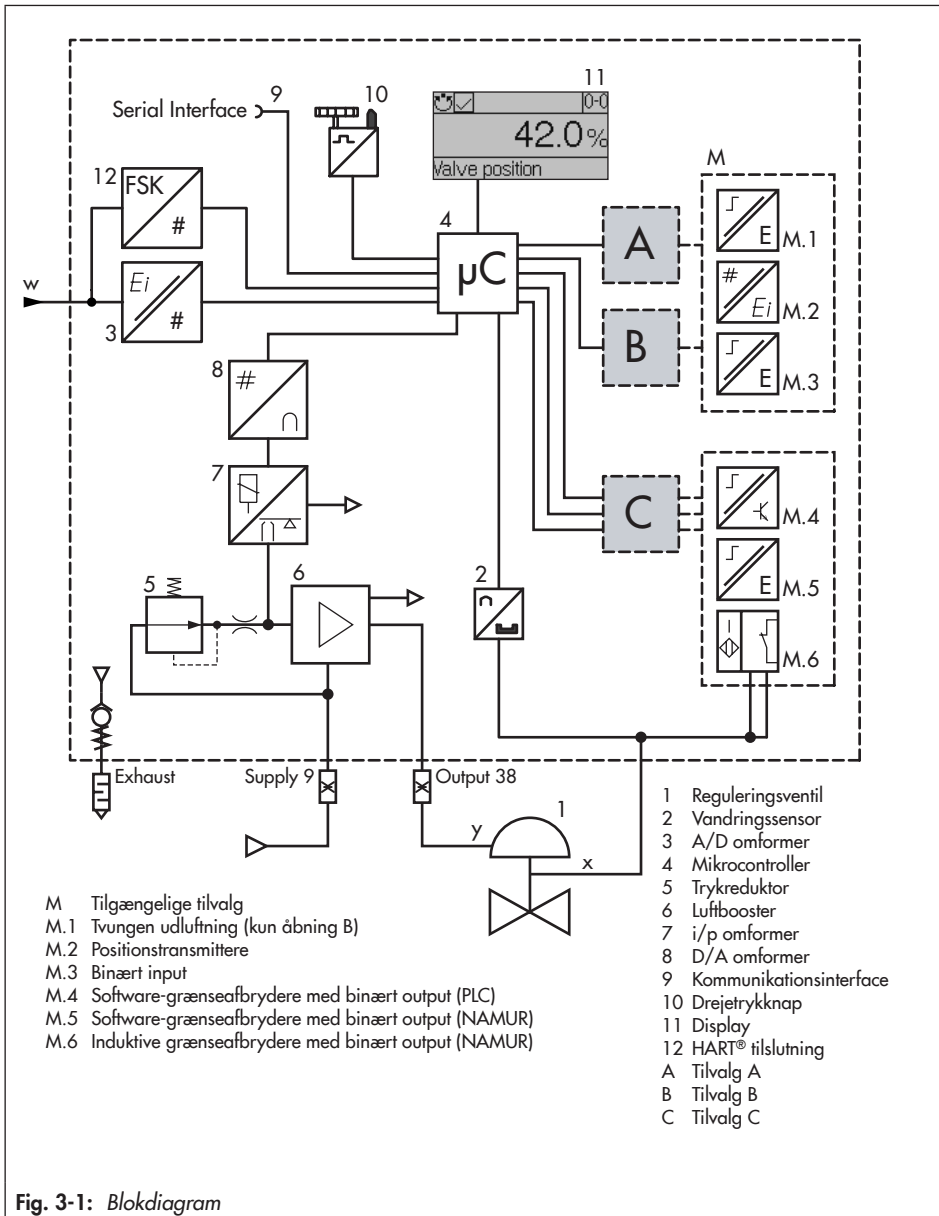 Serial Interface
9
10
11
0-0
42.0%
Valve position
12
FSK
#
w
Ei
#
3
4
µC
A
B
C
M
E
M.1
#
Ei
M.2
E
M.3
M.4
E
M.5
M.6
8
#
7
5
6
2
Exhaust
Supply 9
Output 38
y
1
x
M Tilgængelige tilvalg
M.1 Tvungen udluftning (kun åbning B)
M.2 Positionstransmittere
M.3 Binært input
M.4 Software-grænseafbrydere med binært output (PLC)
M.5 Software-grænseafbrydere med binært output (NAMUR)
M.6 Induktive grænseafbrydere med binært output (NAMUR)
1 Reguleringsventil
2 Vandringssensor
3 A/D omformer
4 Mikrocontroller
5 Trykreduktor
6 Luftbooster
7 i/p omformer
8 D/A omformer
9 Kommunikationsinterface
10 Drejetrykknap
11 Display
12 HART® tilslutning
A Tilvalg A
B Tilvalg B
C Tilvalg C
Fig. 3-1: Blokdiagram